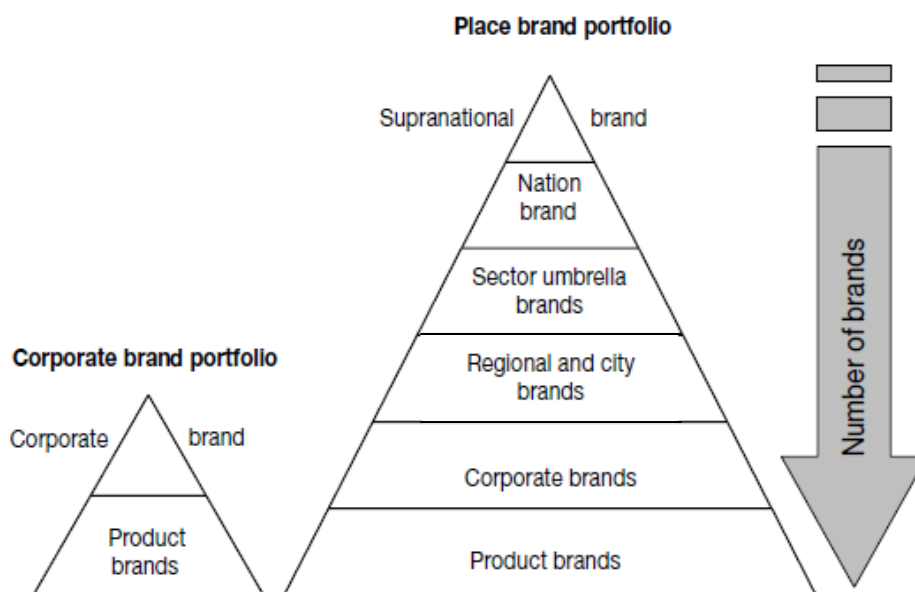 Place brand portfolio
Supranational brand
Nation
brand
Sector umbrella
brands
Regional and city
brands
Corporate brands
Product brands
Number of brands
Corporate brand portfolio
Corporate brand
Product
brands